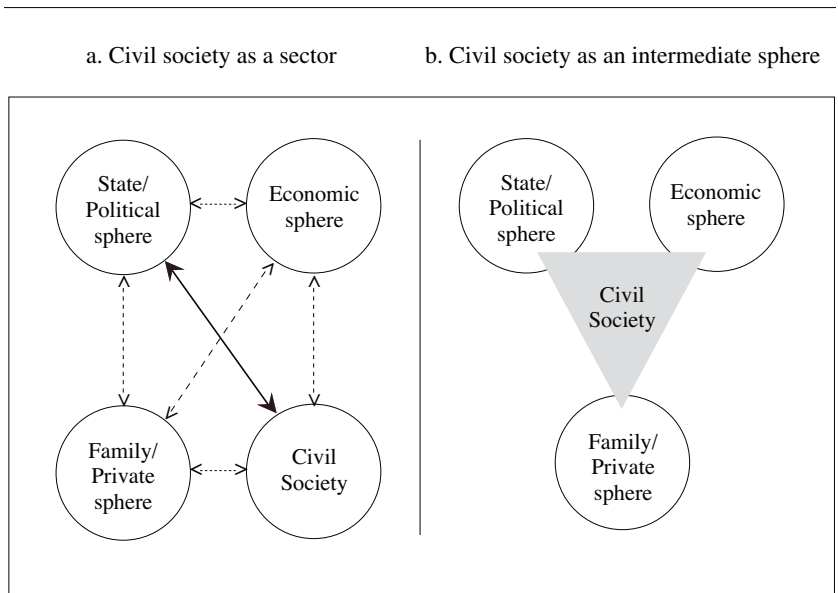 a. Civil society as a sector
b. Civil society as an intermediate sphere
State/
Political
sphere
Economic
sphere
Family/
Private
sphere
Civil
Society
State/
Political
sphere
Economic
sphere
Civil
Society
Family/
Private
sphere